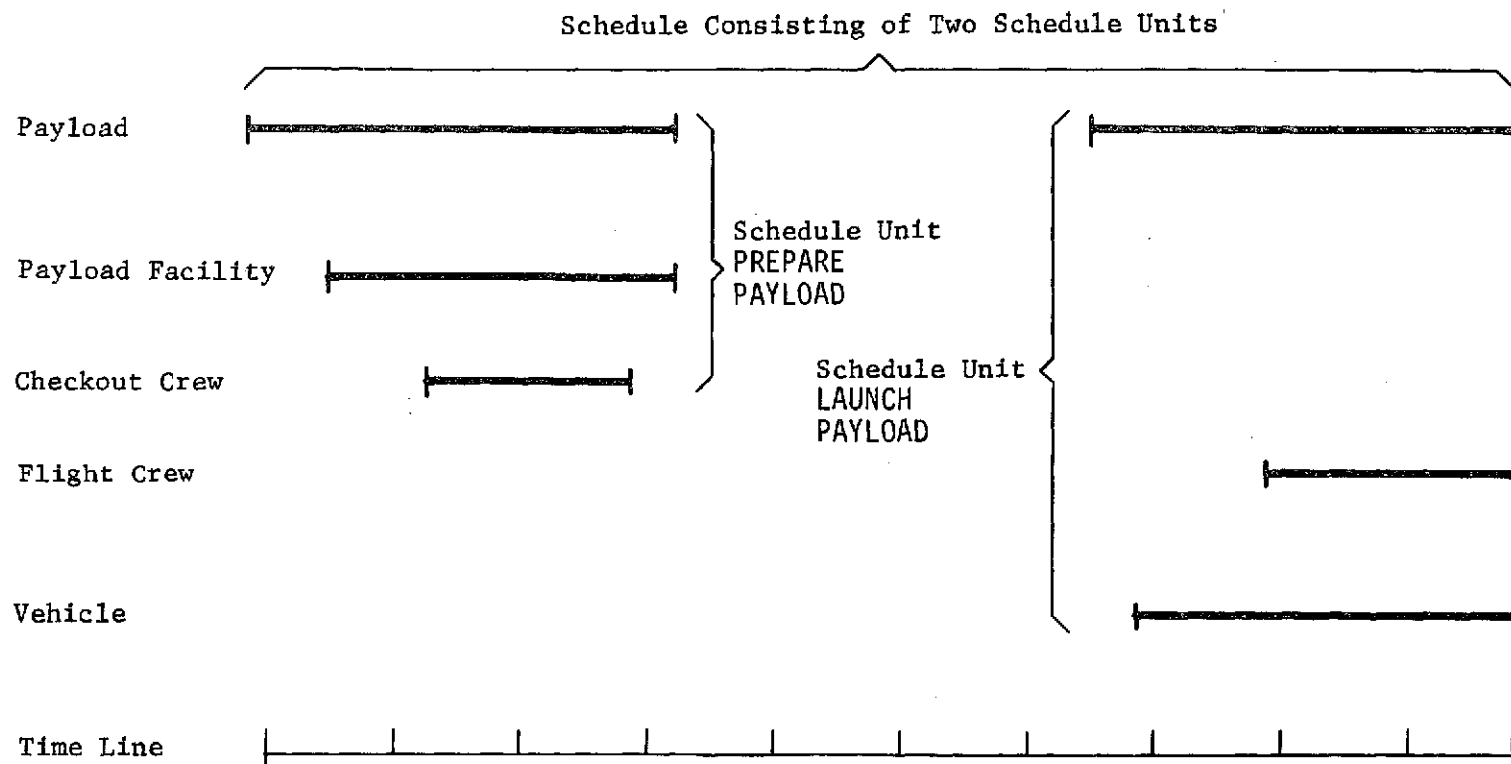 Schedule Consisting of Two Schedule Units
Payload
Schedule Unit
PREPARE
PAYLOAD
Payload Facility
Checkout Crew
Schedule Unit
LAUNCH
PAYLOAD
Flight Crew
Vehicle
Time Line